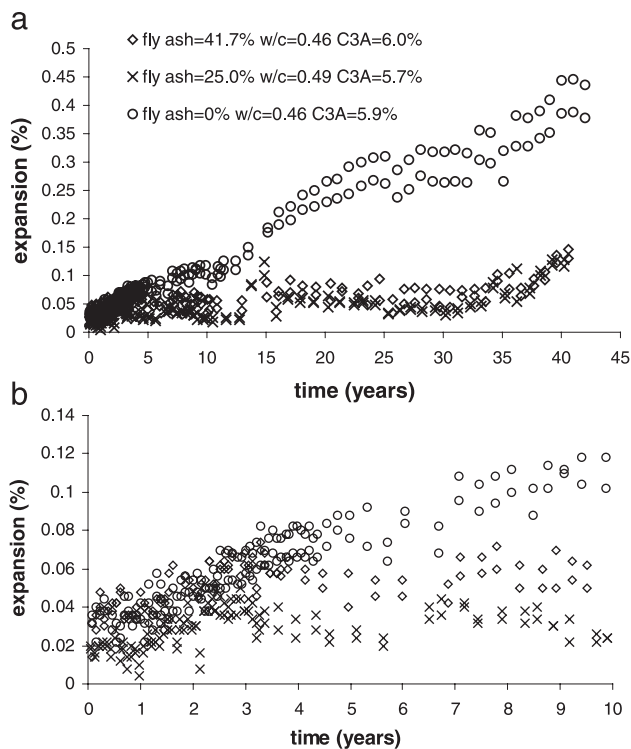 a
fly ash=41.7% w/c=0.46 C3A=6.0%
fly ash=25.0% w/c=0.49 C3A=5.7%
fly ash=0% w/c=0.46 C3A=5.9%
0.5
0.45
0.4
0.35
0.3
0.25
0.2
0.15
0.1
0.05
0
expansion (%)
0 5 10 15 20 25 30 35 40 45
time (years)
b
0.14
0.12
0.1
0.08
0.06
0.04
0.02
0
expansion (%)
0 1 2 3 4 5 6 7 8 9 10
time (years)